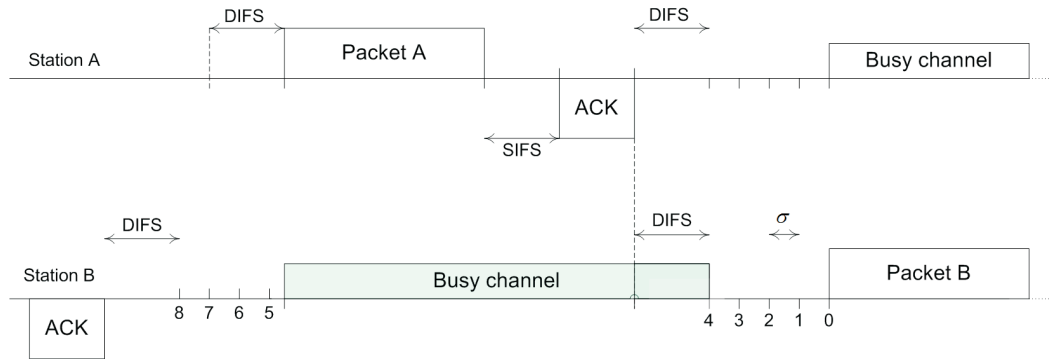 DIFS DIFS
Station A Packet A Busy channel
ACK
SIFS
DIFS DIFS σ
Station B Busy channel Packet B
8 7 6 5 4 3 2 1 0
ACK